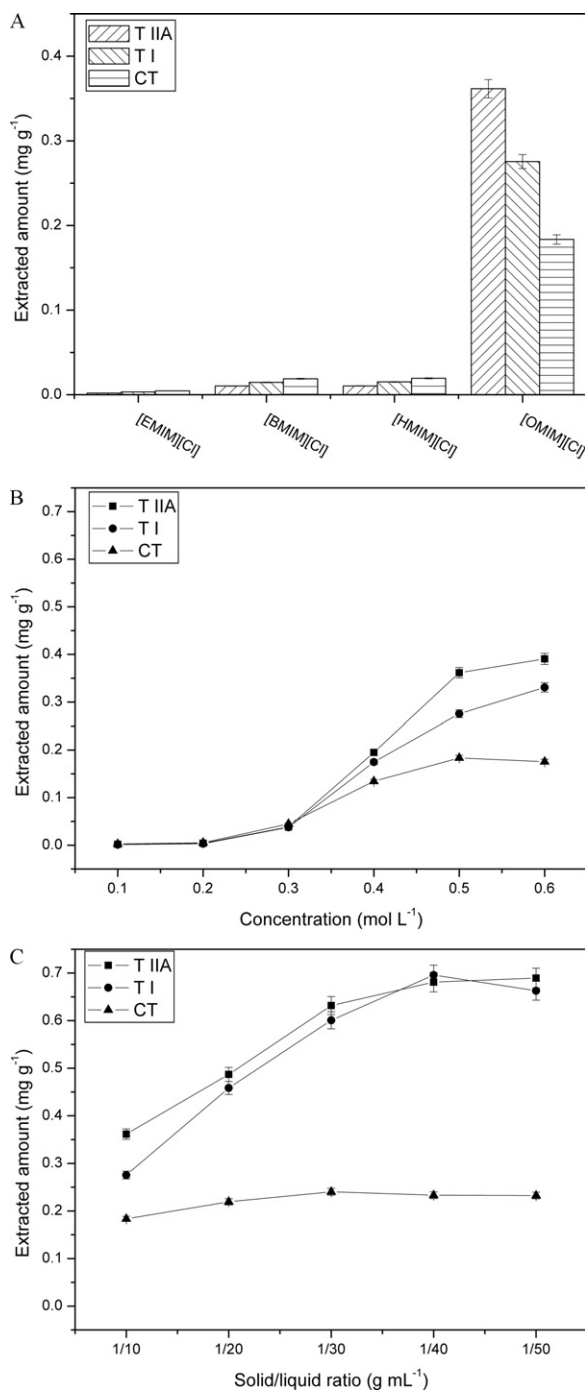 A
T IIA
T I
CT
Extracted amount (mg g⁻¹)
0.4
0.3
0.2
0.1
0.0
[EMIM][Cl]
[BMIM][Cl]
[HMIM][Cl]
[OMIM][Cl]
B
T IIA
T I
CT
Extracted amount (mg g⁻¹)
0.7
0.6
0.5
0.4
0.3
0.2
0.1
0.0
0.1 0.2 0.3 0.4 0.5 0.6
Concentration (mol L⁻¹)
C
T IIA
T I
CT
Extracted amount (mg g⁻¹)
0.7
0.6
0.5
0.4
0.3
0.2
0.1
0.0
1/10 1/20 1/30 1/40 1/50
Solid/liquid ratio (g mL⁻¹)